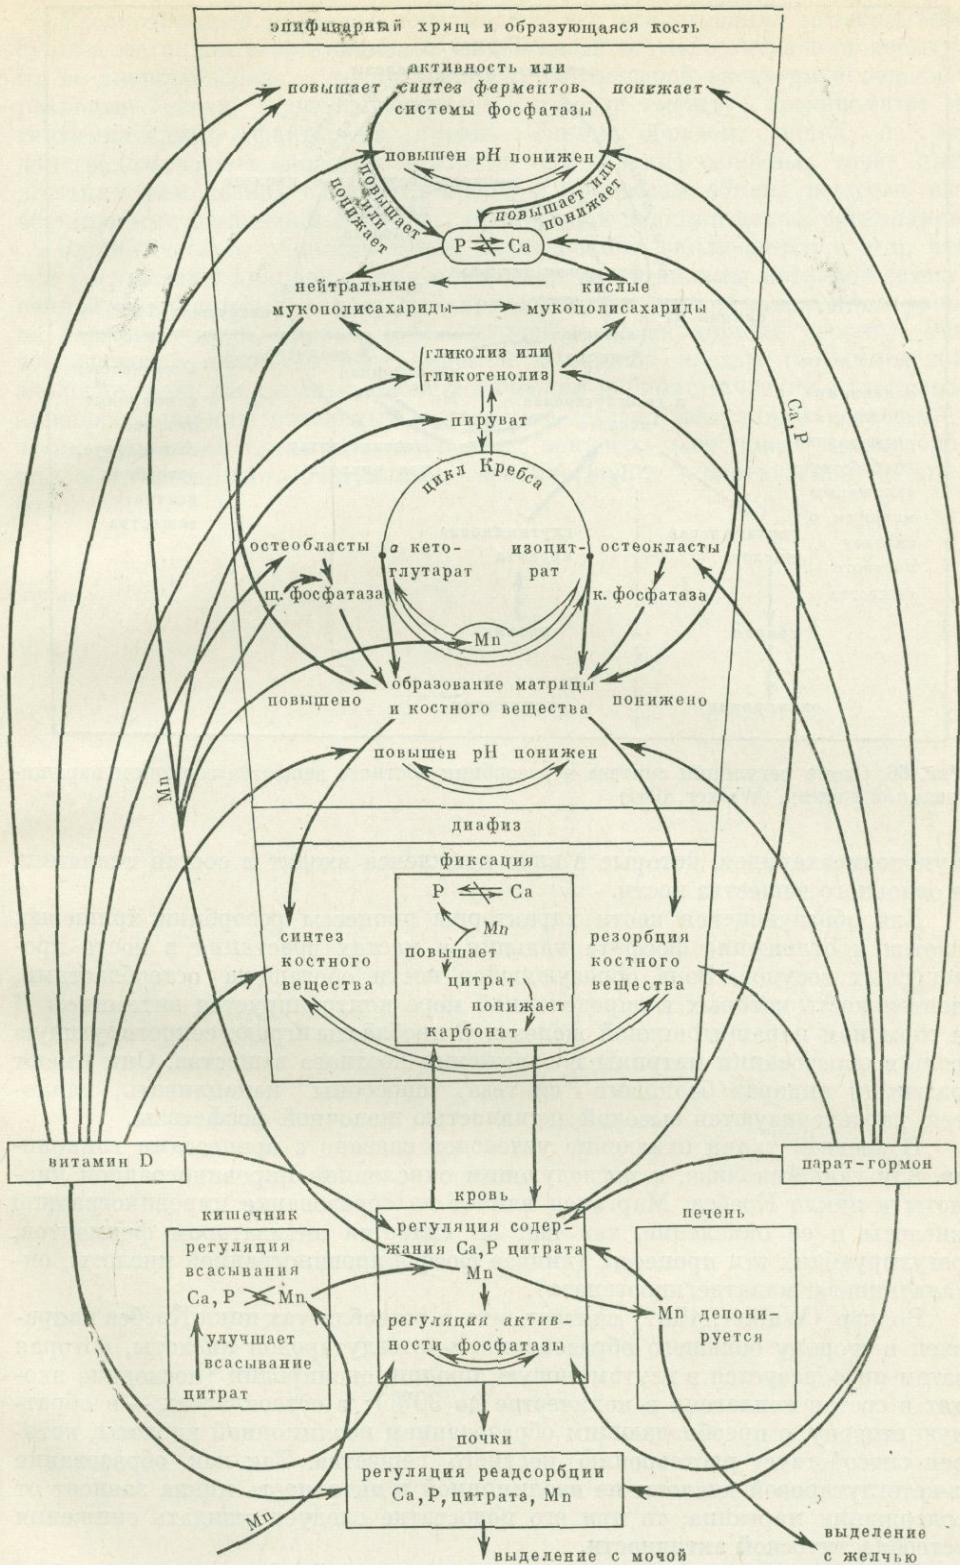 эпифизарный хрящ и образующаяся кость
активность или
повышает синтез ферментов понижает
системы фосфатазы
повышен pH понижен
повышает
или
понижает
повышает или
понижает
P Ca
нейтральные кислые
мукополисахариды мукополисахариды
гликолиз или
гликотенолиз
пируват
Ca, P
цикл Кребса
остеобласты α кето- изоцит- остеокласты
глутарат рат
щ. фосфатаза к. фосфатаза
Mn
образование матрицы
повышено и костного вещества понижено
повышен pH понижен
Mn
диафиз
фиксация
P Ca
Mn
синтез резорбция
костного повышает костного
вещества цитрат вещества
понижает
карбонат
витамин D парат-гормон
кровь
кишечник печень
регуляция содер-
жания Ca, P цитрата
Mn
регуляция
всасывания
Ca, P Mn
Mn депони-
руется
регуляция актив-
ности фосфатазы
улучшает
всасывание
цитрат
почки
регуляция реадсорбции
Ca, P, цитрата, Mn
Mn
выделение с мочой
выделение
с желчью